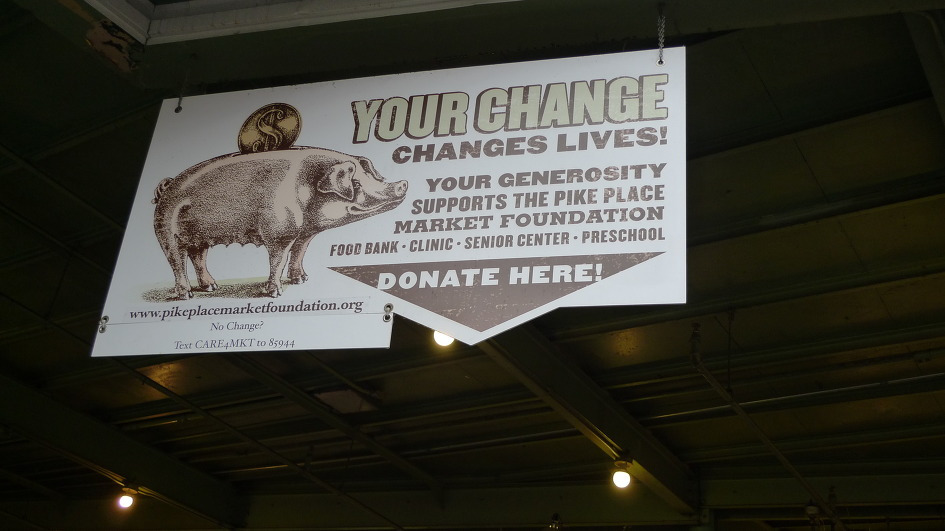 YOUR CHANGE
CHANGES LIVES!
YOUR GENEROSITY
SUPPORTS THE PIKE PLACE
MARKET FOUNDATION
FOOD BANK · CLINIC · SENIOR CENTER · PRESCHOOL
DONATE HERE!
www.pikeplacemarketfoundation.org
No Change?
Text CARE4MKT to 85944